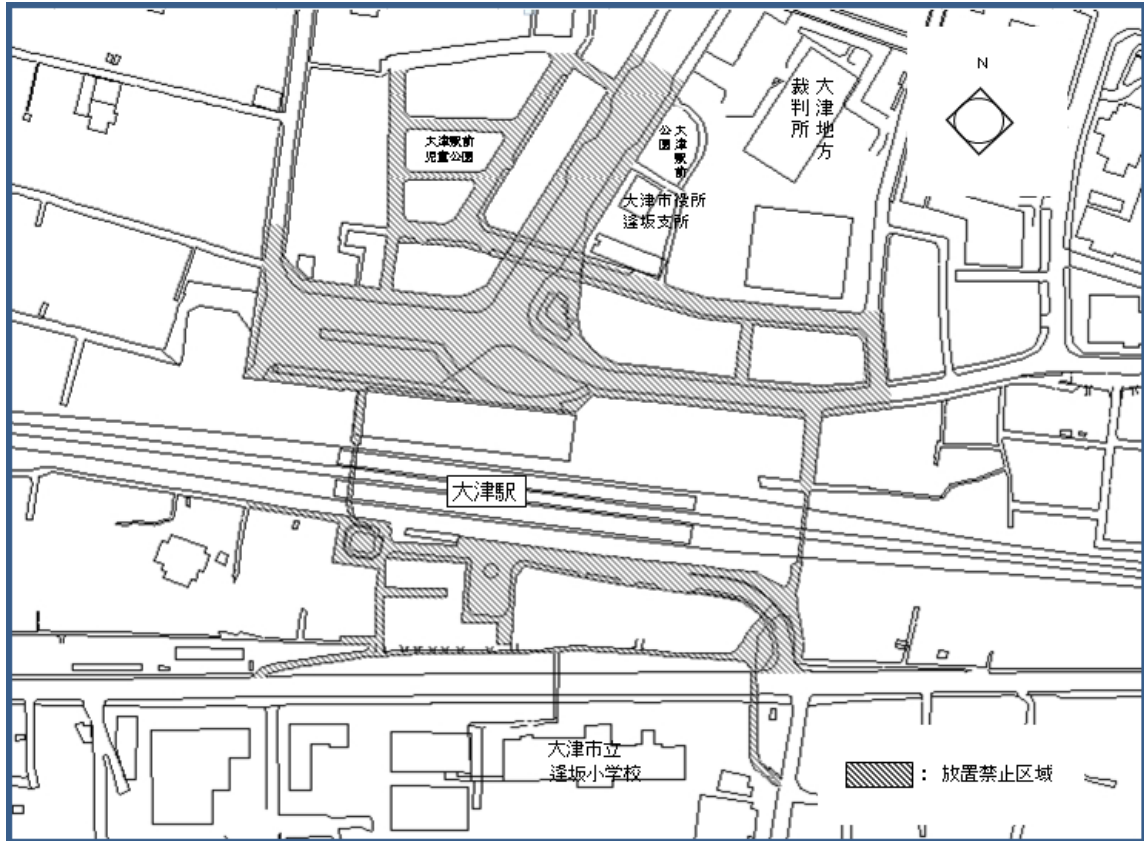 N
大津地方
裁判所
大津駅前
公園
大津駅前
児童公園
大津市役所
逢坂支所
大津駅
大津市立
逢坂小学校
：放置禁止区域